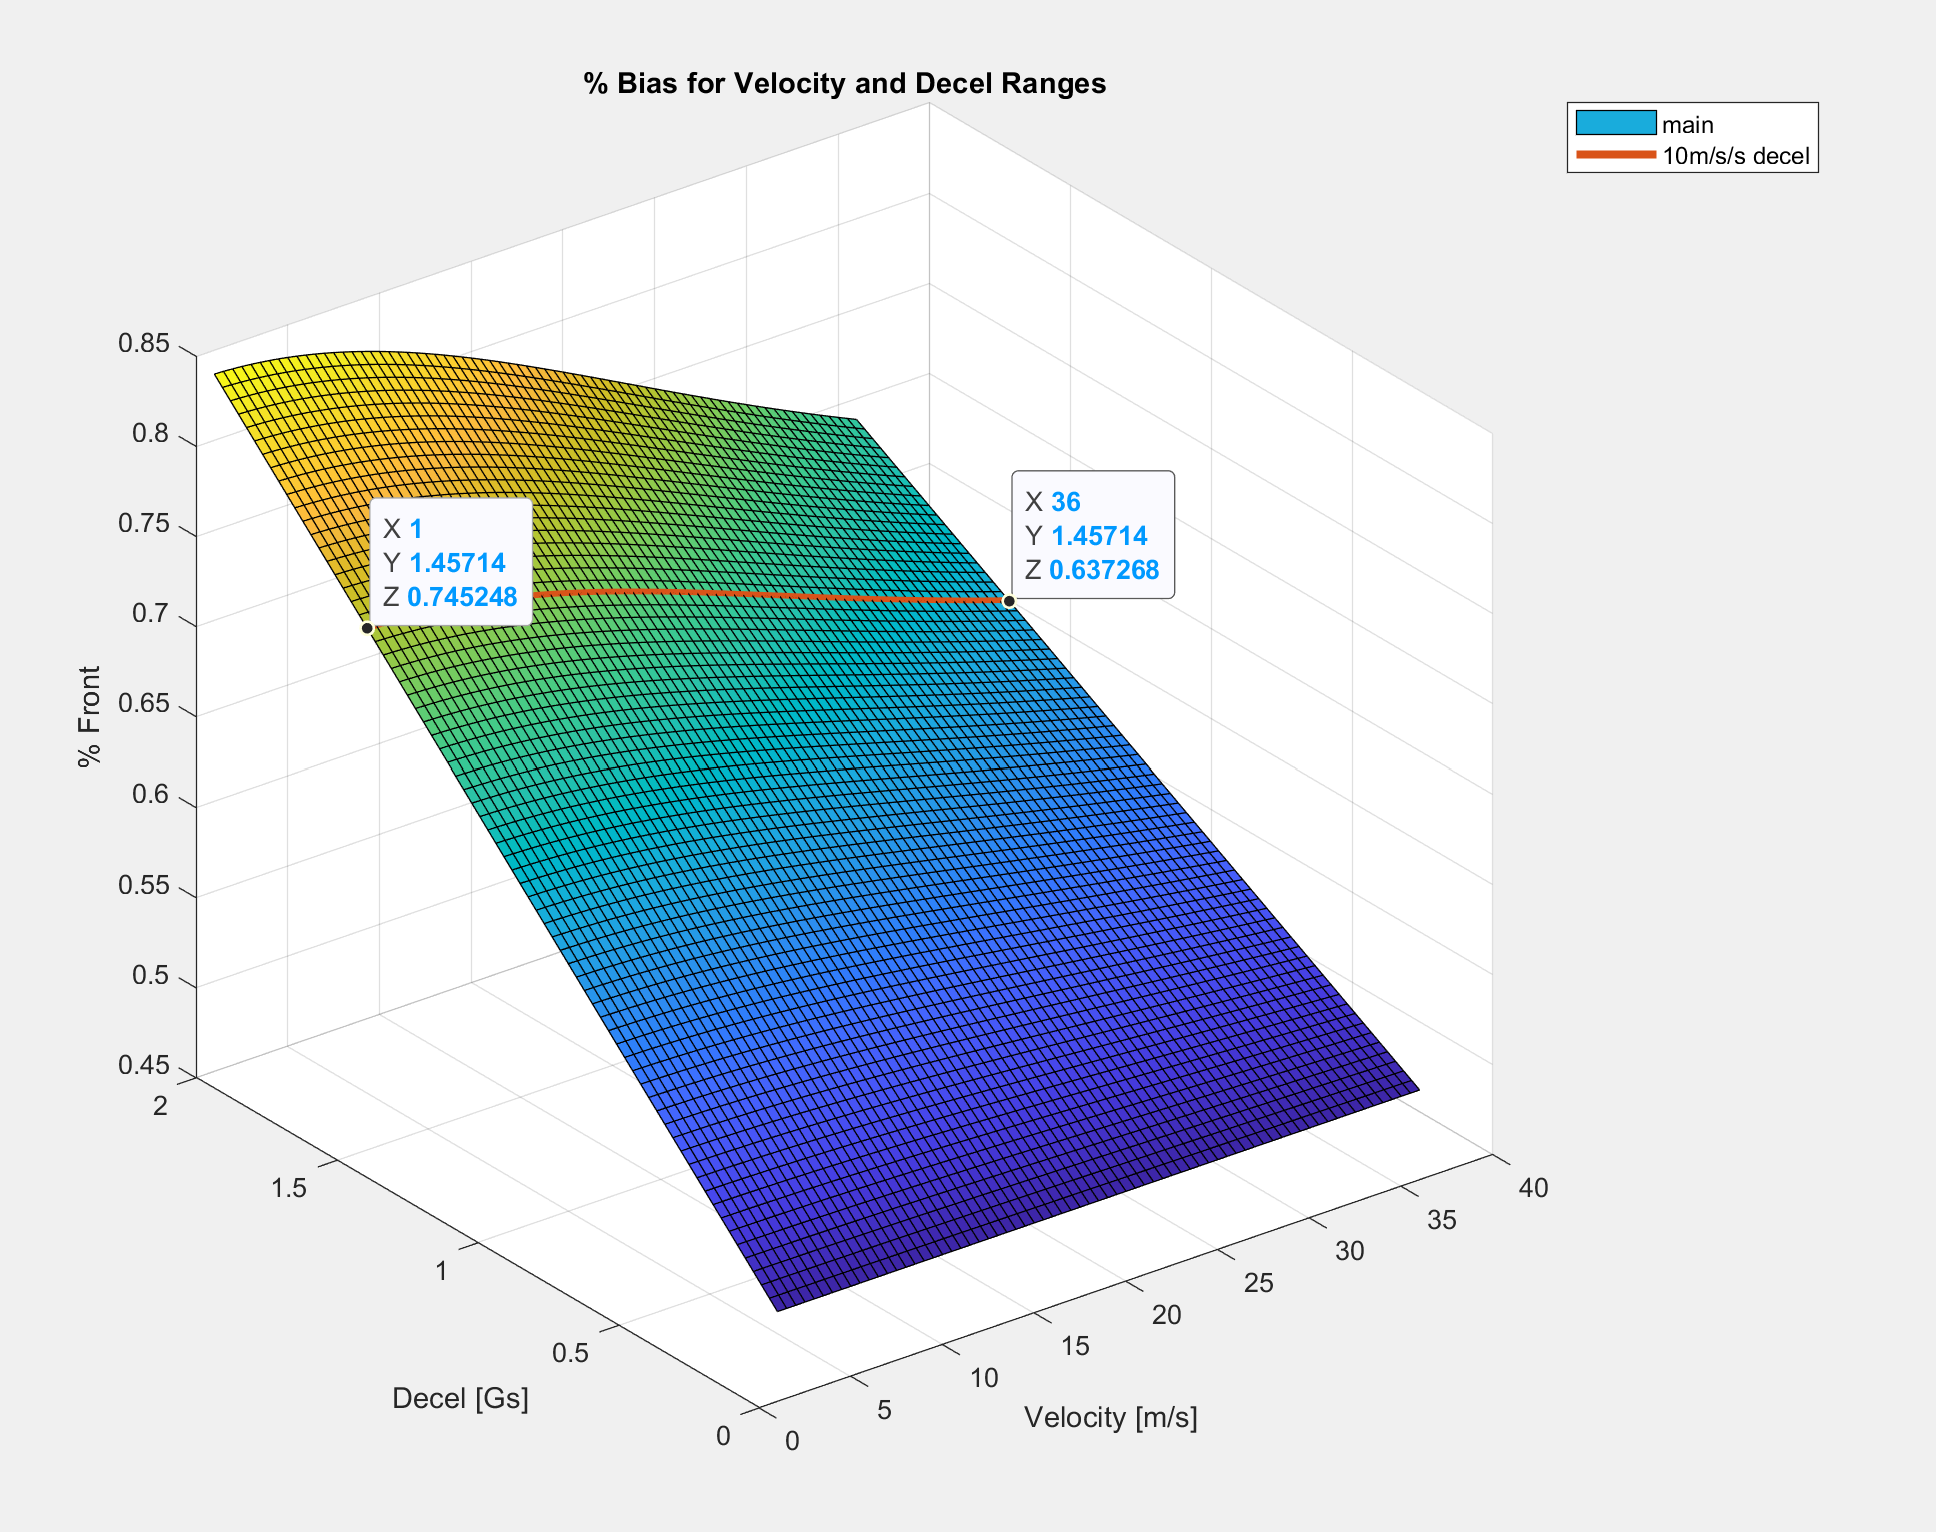 % Bias for Velocity and Decel Ranges
main
10m/s/s decel
X 36
Y 1.45714
Z 0.637268
X 1
Y 1.45714
Z 0.745248
% Front
0.85
0.8
0.75
0.7
0.65
0.6
0.55
0.5
0.45
2
1.5
1
0.5
0
Decel [Gs]
0
5
10
15
20
25
30
35
40
Velocity [m/s]